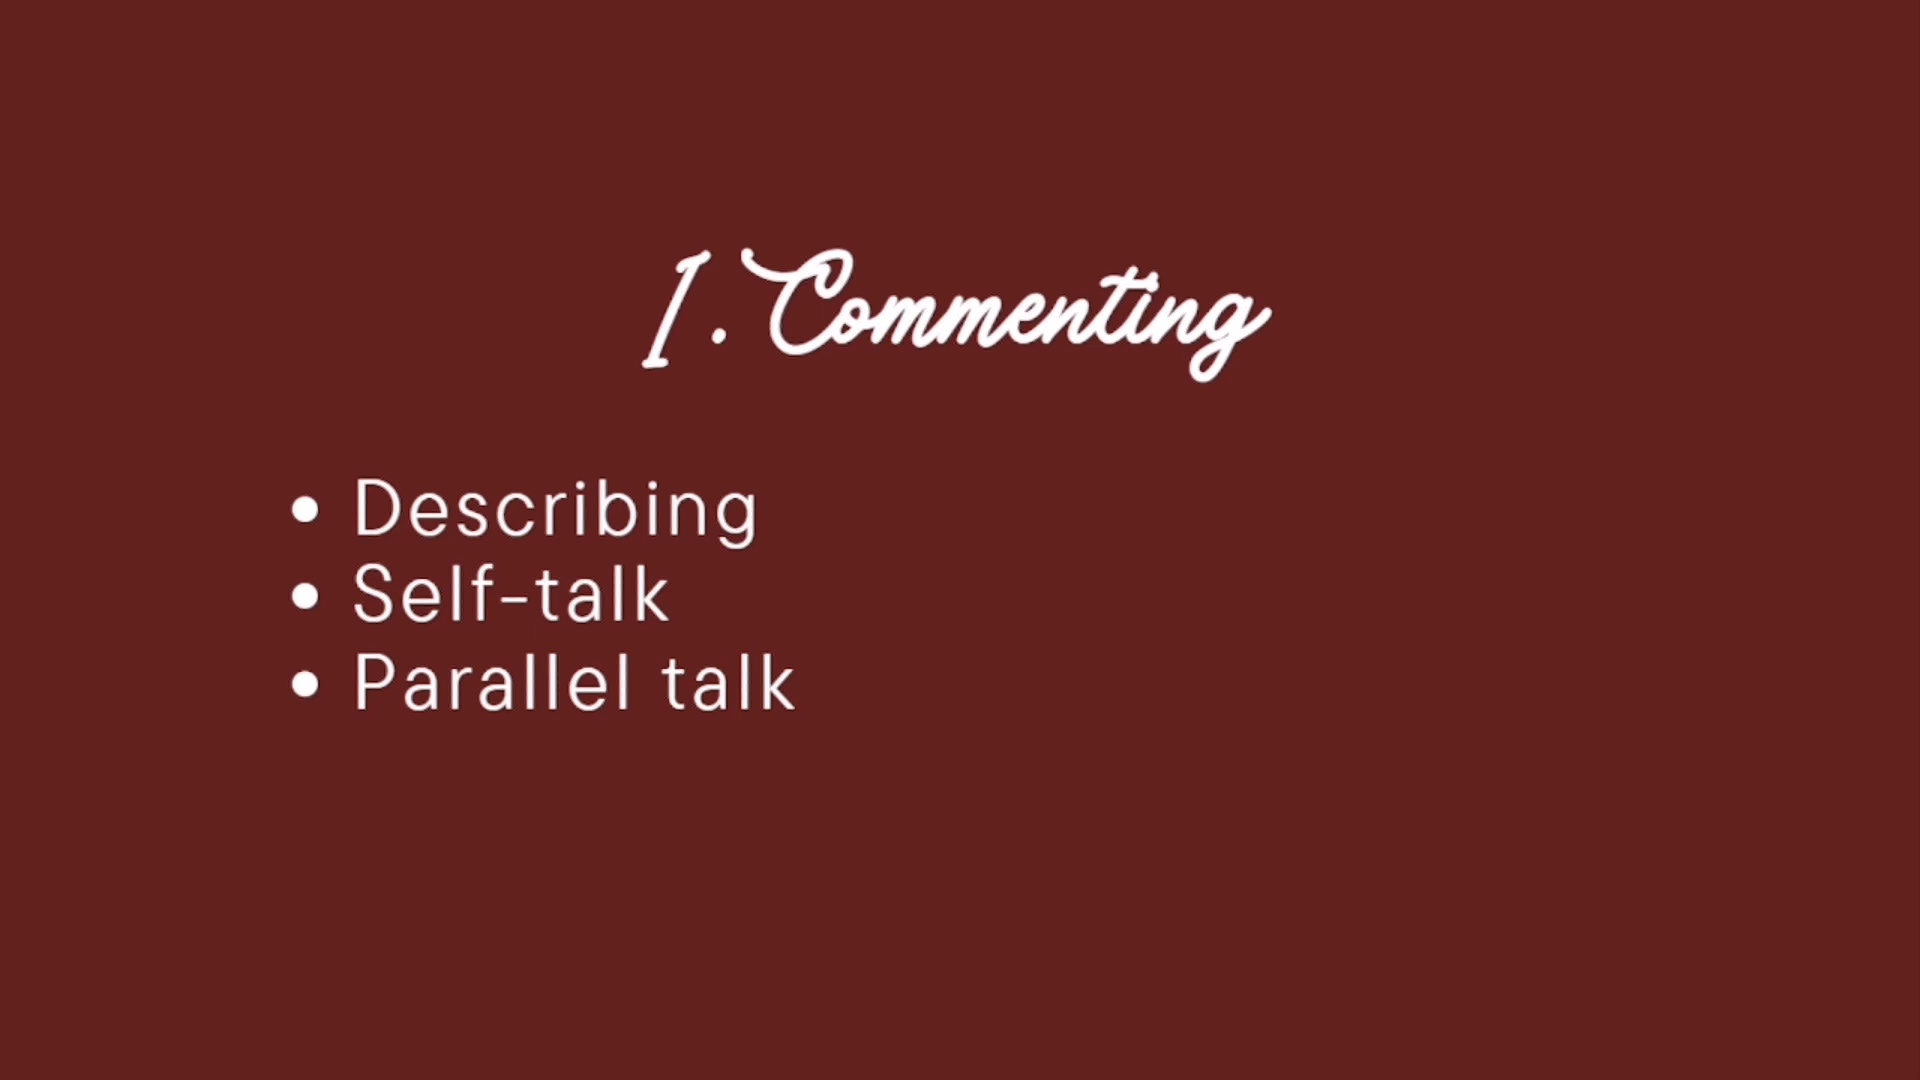 1. Commenting
• Describing
• Self-talk
• Parallel talk